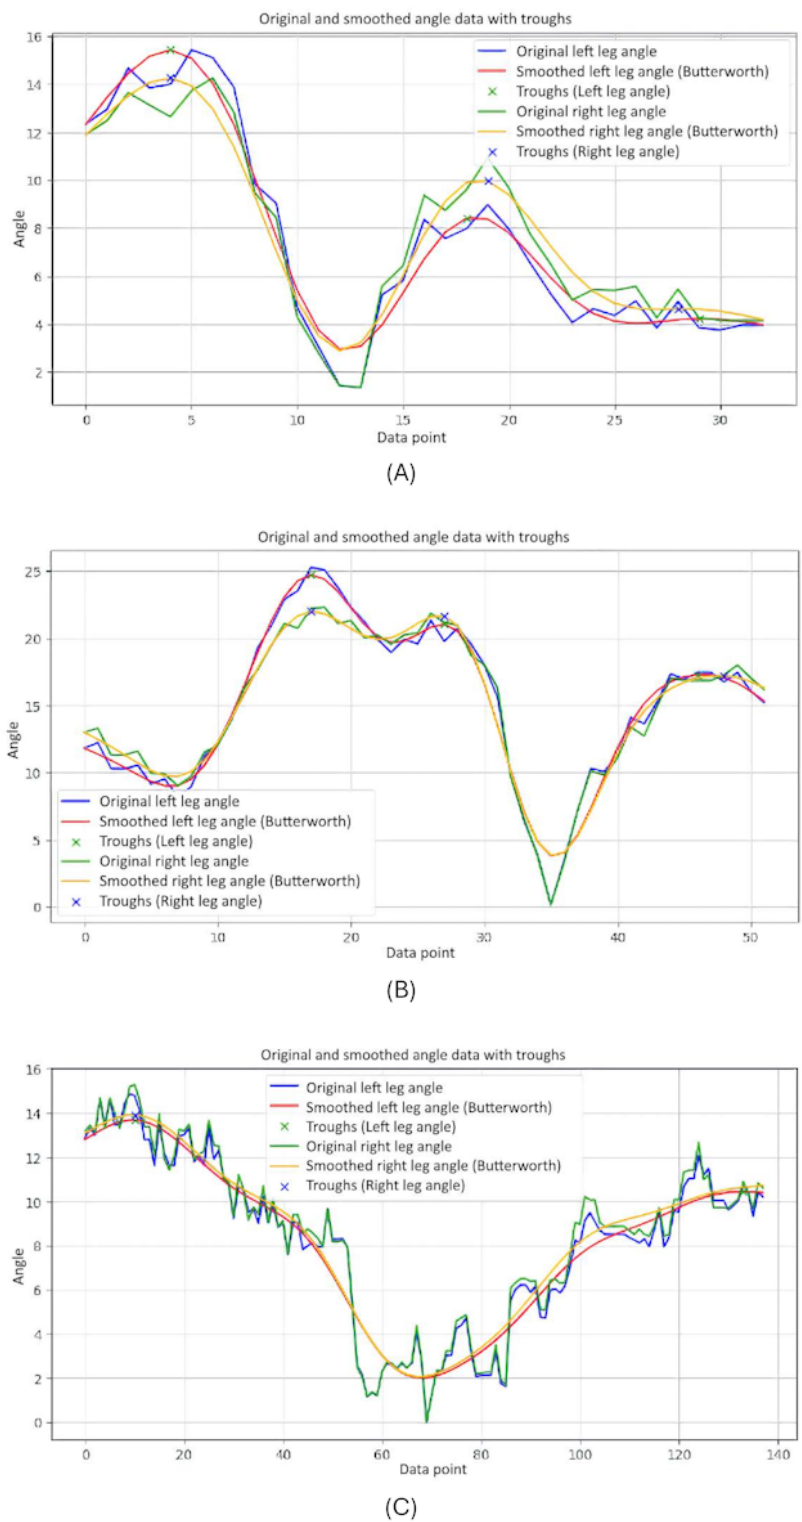 Original and smoothed angle data with troughs
16
14
12
10
8
6
4
2
Angle
Original left leg angle
Smoothed left leg angle (Butterworth)
Troughs (Left leg angle)
Original right leg angle
Smoothed right leg angle (Butterworth)
Troughs (Right leg angle)
0 5 10 15 20 25 30
Data point
(A)
Original and smoothed angle data with troughs
25
20
15
10
5
0
Angle
Original left leg angle
Smoothed left leg angle (Butterworth)
Troughs (Left leg angle)
Original right leg angle
Smoothed right leg angle (Butterworth)
Troughs (Right leg angle)
0 10 20 30 40 50
Data point
(B)
Original and smoothed angle data with troughs
16
14
12
10
8
6
4
2
0
Angle
Original left leg angle
Smoothed left leg angle (Butterworth)
Troughs (Left leg angle)
Original right leg angle
Smoothed right leg angle (Butterworth)
Troughs (Right leg angle)
0 20 40 60 80 100 120 140
Data point
(C)